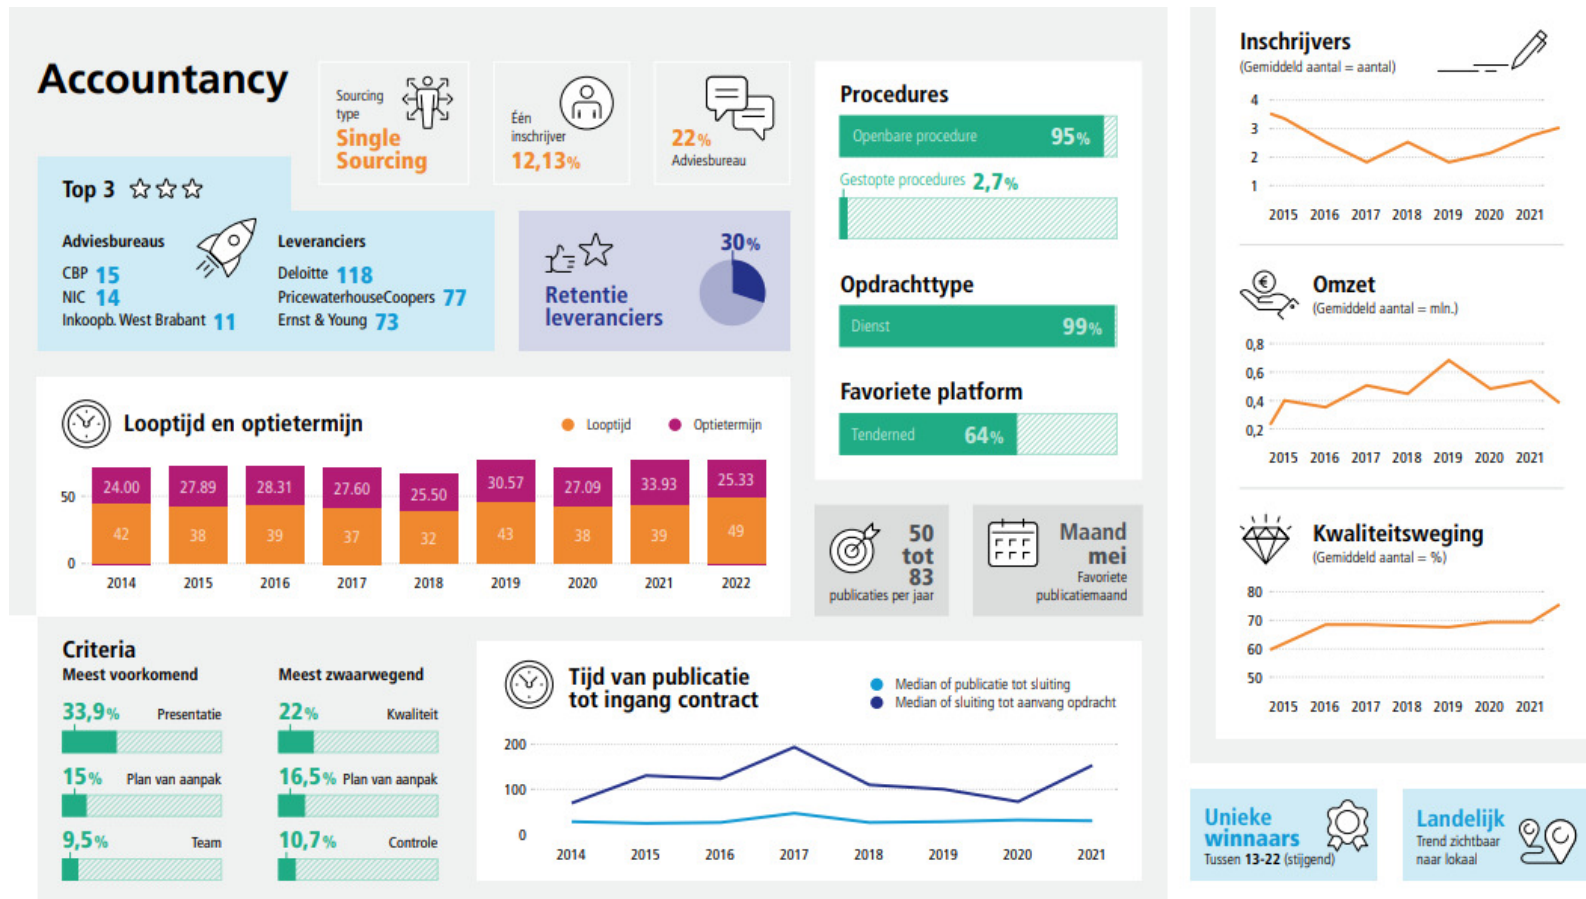 Accountancy
Sourcing
type
Single
Sourcing
Één
inschrijver
12,13%
22%
Adviesbureau
Top 3
Adviesbureaus
CBP 15
NIC 14
Inkoopb. West Brabant 11
Leveranciers
Deloitte 118
PricewaterhouseCoopers 77
Ernst & Young 73
Retentie
leveranciers
30%
Procedures
Openbare procedure 95%
Gestopte procedures 2,7%
Opdrachttype
Dienst 99%
Favoriete platform
Tenderned 64%
Looptijd en optietermijn
Looptijd Optietermijn
24.00 27.89 28.31 27.60 25.50 30.57 27.09 33.93 25.33
50
42 38 39 37 32 43 38 39 49
0
2014 2015 2016 2017 2018 2019 2020 2021 2022
50
tot
83
publicaties per jaar
Maand
mei
Favoriete
publicatiemaand
Criteria
Meest voorkomend
33,9% Presentatie
15% Plan van aanpak
9,5% Team
Meest zwaarwegend
22% Kwaliteit
16,5% Plan van aanpak
10,7% Controle
Tijd van publicatie
tot ingang contract
Median of publicatie tot sluiting
Median of sluiting tot aanvang opdracht
200
100
0
2014 2015 2016 2017 2018 2019 2020 2021
Inschrijvers
(Gemiddeld aantal = aantal)
4
3
2
1
2015 2016 2017 2018 2019 2020 2021
Omzet
(Gemiddeld aantal = mln.)
0,8
0,6
0,4
0,2
2015 2016 2017 2018 2019 2020 2021
Kwaliteitsweging
(Gemiddeld aantal = %)
80
70
60
50
2015 2016 2017 2018 2019 2020 2021
Unieke
winnaars
Tussen 13-22 (stijgend)
Landelijk
Trend zichtbaar
naar lokaal